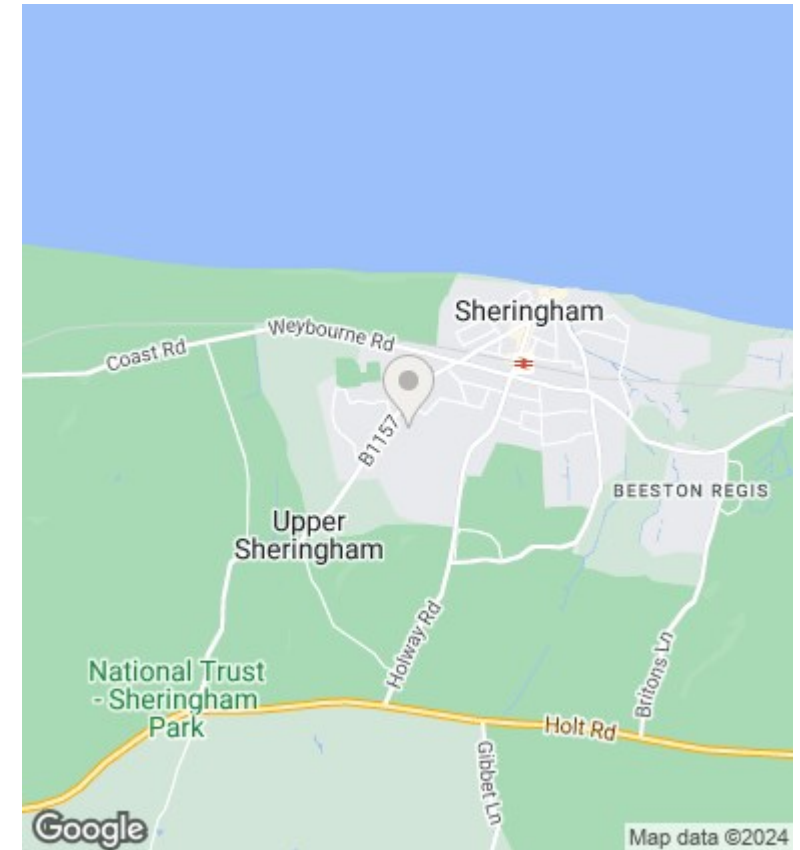 Sheringham
Weybourne Rd
Coast Rd
B1157
BEESTON REGIS
Upper
Sheringham
Holway Rd
Britons Ln
National Trust
- Sheringham
Park
Holt Rd
Gibbet Ln
Google
Map data ©2024